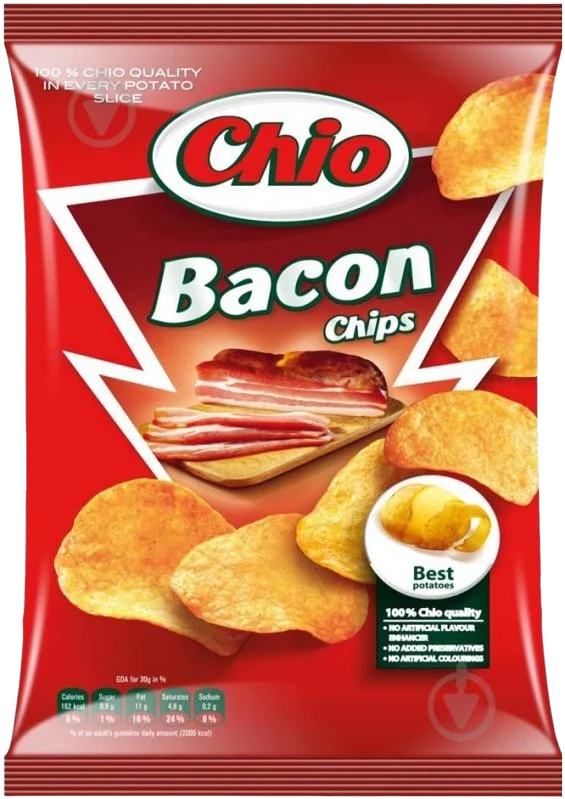 100 % CHIO QUALITY
IN EVERY POTATO
SLICE
Chio
Bacon
Chips
Best
potatoes
100% Chio quality
• NO ARTIFICIAL FLAVOUR
ENHANCER
• NO ADDED PRESERVATIVES
• NO ARTIFICIAL COLOURINGS
GDA for 30g in %
Calories Sugar Fat Saturates Sodium
162 kcal 0,9 g 11 g 4,8 g 0,2 g
8 % 1 % 16 % 24 % 8 %
% of an adult's guideline daily amount (2000 kcal)